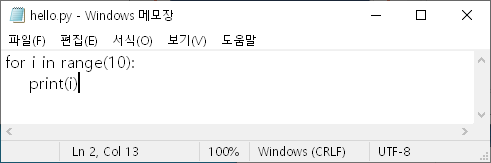 hello.py - Windows 메모장
파일(F) 편집(E) 서식(O) 보기(V) 도움말
for i in range(10):
    print(i)
Ln 2, Col 13 100% Windows (CRLF) UTF-8